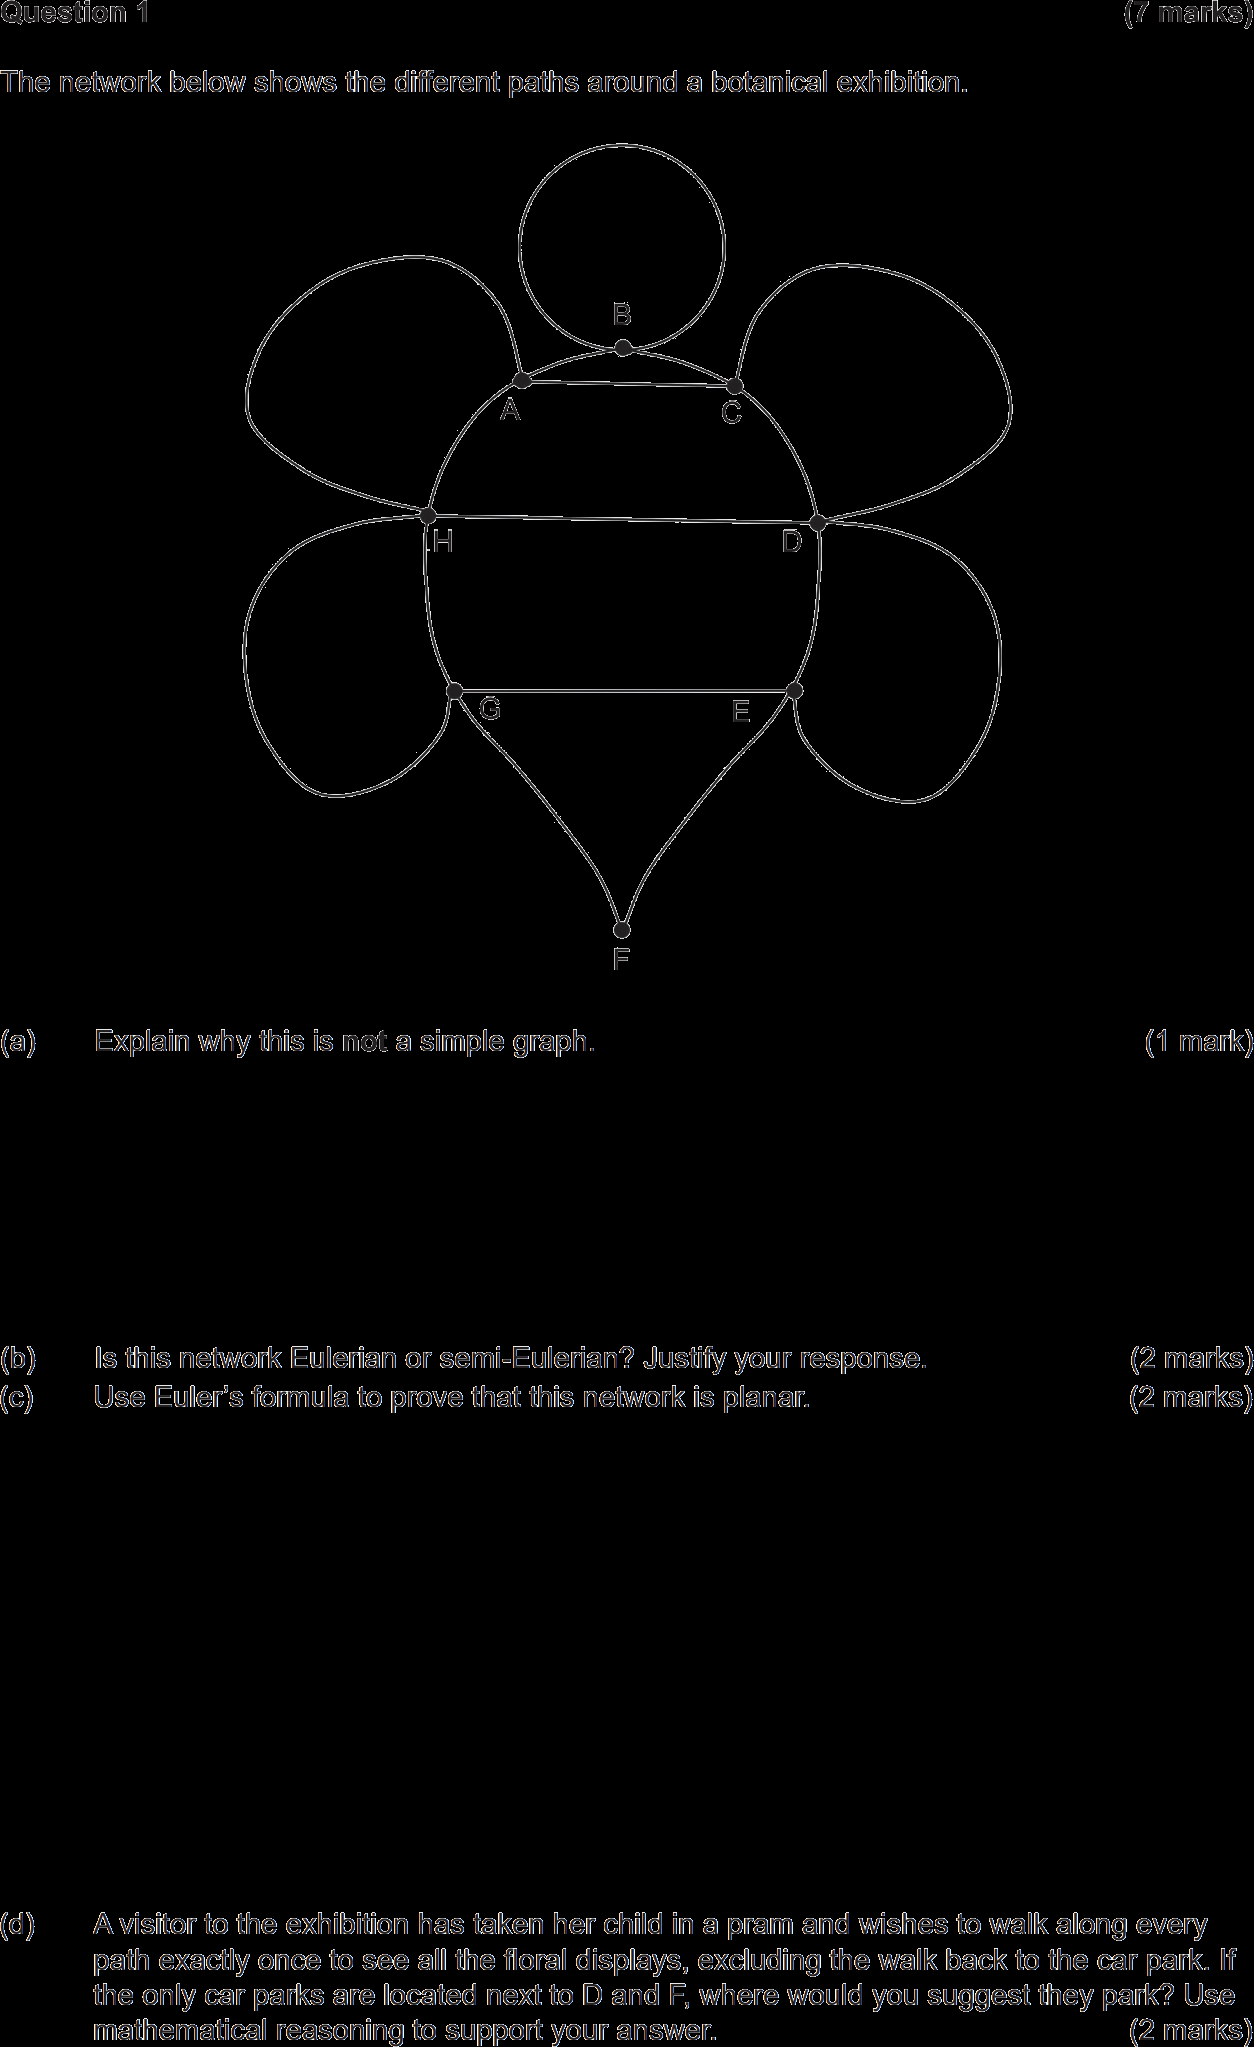 Question 1 (7 marks)
The network below shows the different paths around a botanical exhibition.
B
A
C
H
D
G
E
F
(a) Explain why this is not a simple graph. (1 mark)
(b) Is this network Eulerian or semi-Eulerian? Justify your response. (2 marks)
(c) Use Euler’s formula to prove that this network is planar. (2 marks)
(d) A visitor to the exhibition has taken her child in a pram and wishes to walk along every
path exactly once to see all the floral displays, excluding the walk back to the car park. If
the only car parks are located next to D and F, where would you suggest they park? Use
mathematical reasoning to support your answer. (2 marks)